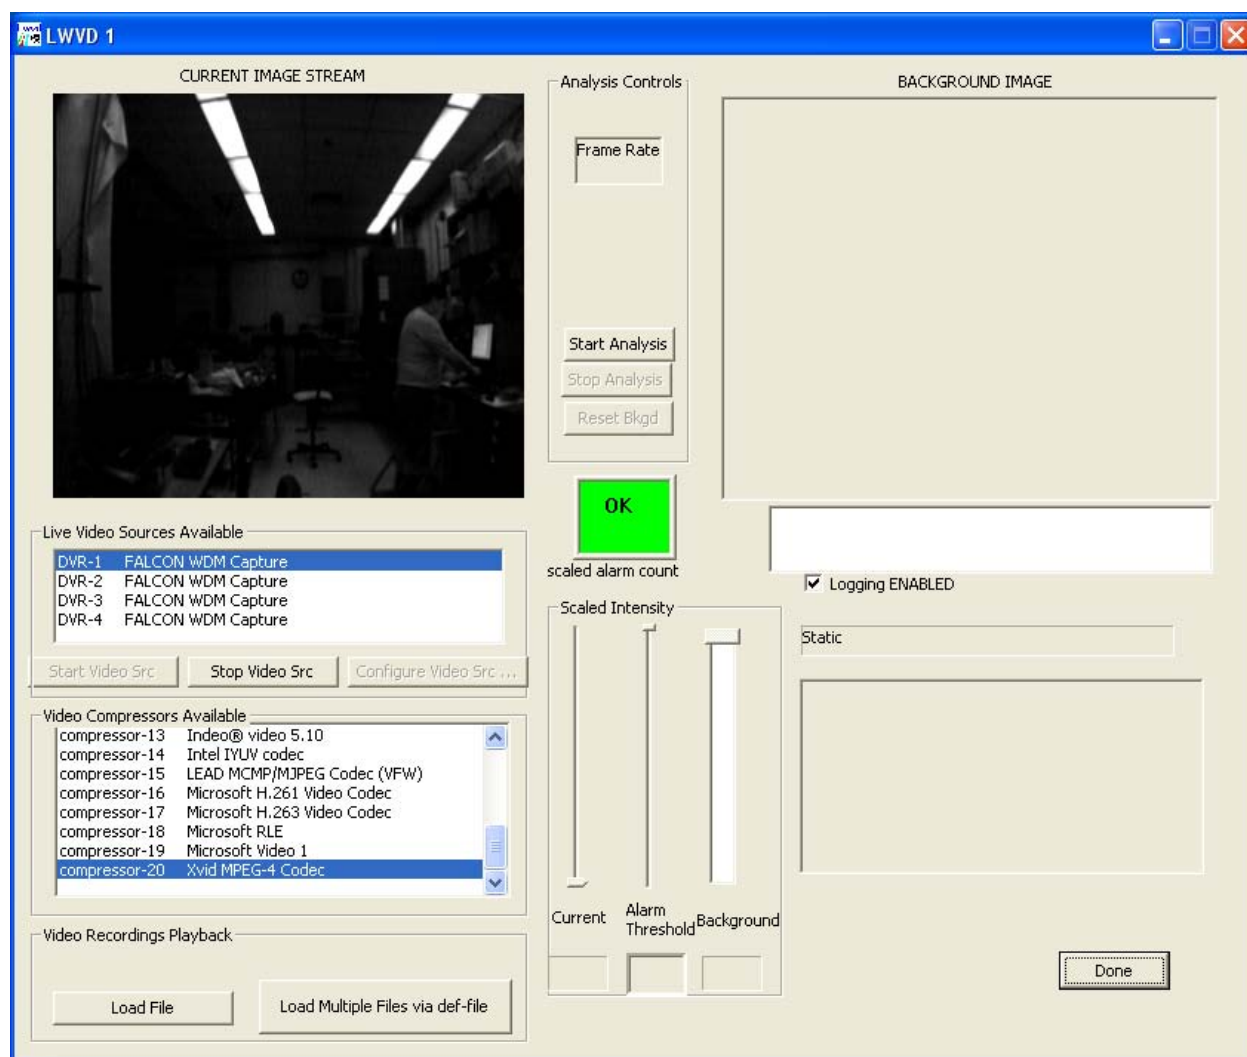 LWVD 1
CURRENT IMAGE STREAM
Analysis Controls
BACKGROUND IMAGE
Frame Rate
Start Analysis
Stop Analysis
Reset Bkgd
OK
scaled alarm count
Live Video Sources Available
DVR-1 FALCON WDM Capture
DVR-2 FALCON WDM Capture
DVR-3 FALCON WDM Capture
DVR-4 FALCON WDM Capture
Start Video Src
Stop Video Src
Configure Video Src ...
Logging ENABLED
Scaled Intensity
Static
Video Compressors Available
compressor-13 Indeo® video 5.10
compressor-14 Intel IYUV codec
compressor-15 LEAD MCMP/MJPEG Codec (VFW)
compressor-16 Microsoft H.261 Video Codec
compressor-17 Microsoft H.263 Video Codec
compressor-18 Microsoft RLE
compressor-19 Microsoft Video 1
compressor-20 Xvid MPEG-4 Codec
Current
Alarm
Threshold
Background
Video Recordings Playback
Load File
Load Multiple Files via def-file
Done